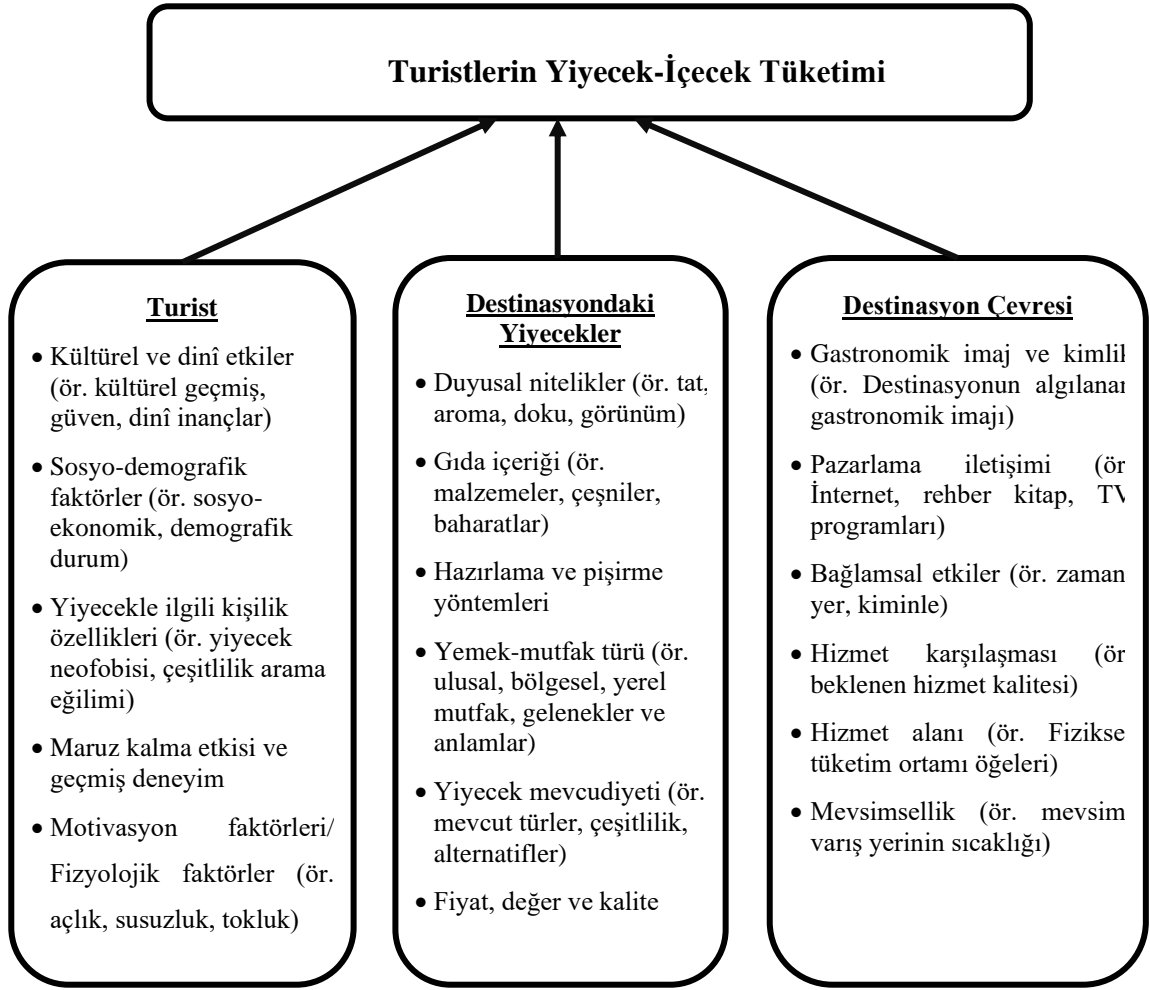 Turistlerin Yiyecek-İçecek Tüketimi
Turist
• Kültürel ve dinî etkiler
(ör. kültürel geçmiş,
güven, dinî inançlar)
• Sosyo-demografik
faktörler (ör. sosyo-
ekonomik, demografik
durum)
• Yiyecekle ilgili kişilik
özellikleri (ör. yiyecek
neofobisi, çeşitlilik arama
eğilimi)
• Maruz kalma etkisi ve
geçmiş deneyim
• Motivasyon faktörleri/
Fizyolojik faktörler (ör.
açlık, susuzluk, tokluk)
Destinasyondaki
Yiyecekler
• Duyusal nitelikler (ör. tat,
aroma, doku, görünüm)
• Gıda içeriği (ör.
malzemeler, çeşniler,
baharatlar)
• Hazırlama ve pişirme
yöntemleri
• Yemek-mutfak türü (ör.
ulusal, bölgesel, yerel
mutfak, gelenekler ve
anlamlar)
• Yiyecek mevcudiyeti (ör.
mevcut türler, çeşitlilik,
alternatifler)
• Fiyat, değer ve kalite
Destinasyon Çevresi
• Gastronomik imaj ve kimlik
(ör. Destinasyonun algılanan
gastronomik imajı)
• Pazarlama iletişimi (ör
İnternet, rehber kitap, TV
programları)
• Bağlamsal etkiler (ör. zaman
yer, kiminle)
• Hizmet karşılaşması (ör
beklenen hizmet kalitesi)
• Hizmet alanı (ör. Fizikse
tüketim ortamı öğeleri)
• Mevsimsellik (ör. mevsim
varış yerinin sıcaklığı)